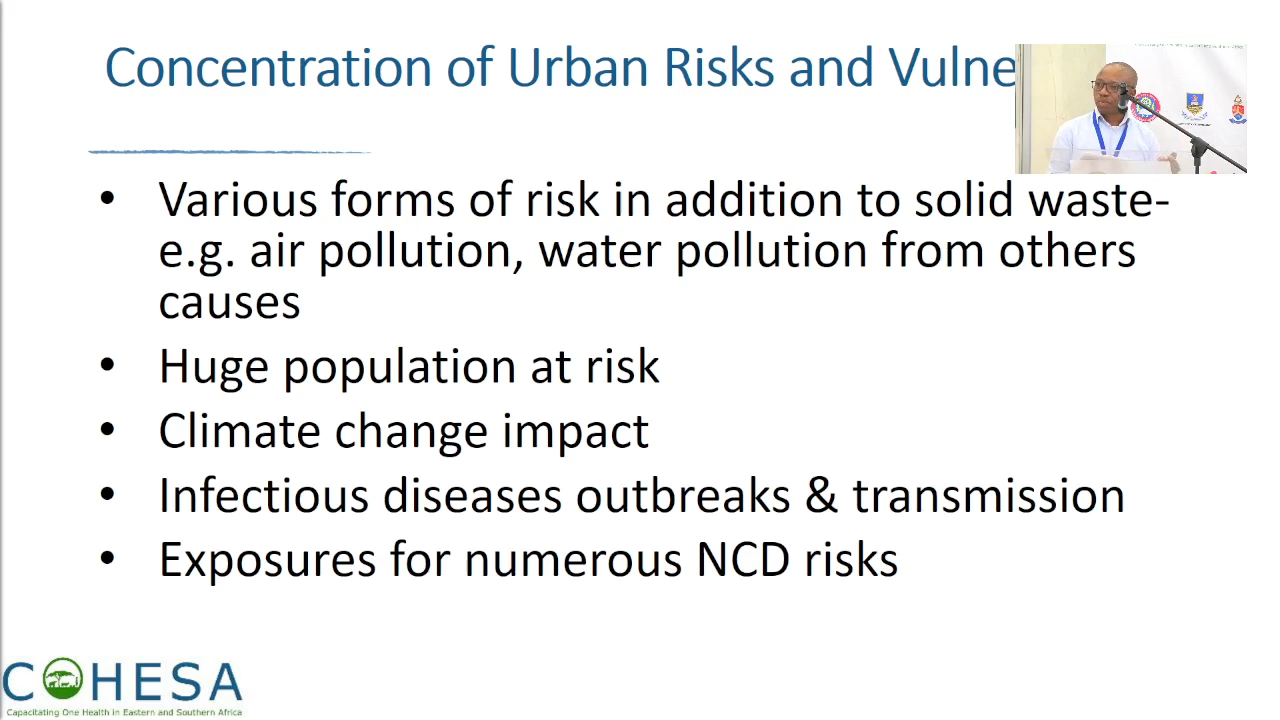 Concentration of Urban Risks and Vulne
• Various forms of risk in addition to solid waste-
e.g. air pollution, water pollution from others
causes
• Huge population at risk
• Climate change impact
• Infectious diseases outbreaks & transmission
• Exposures for numerous NCD risks
COHESA
Capacitating One Health in Eastern and Southern Africa